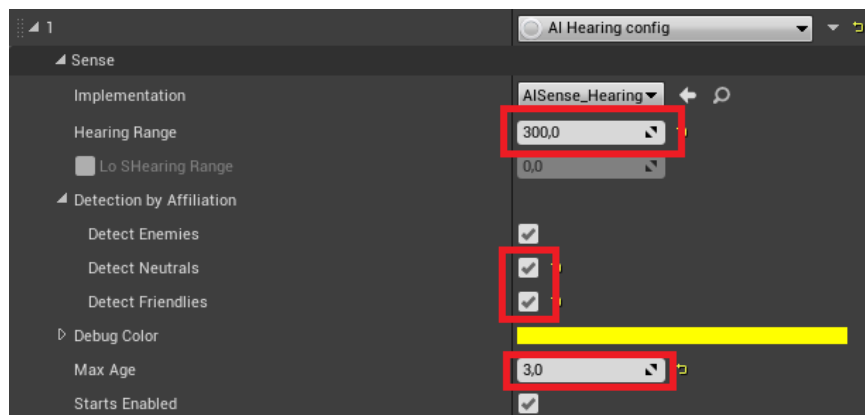 1 AI Hearing config
Sense
Implementation AISense_Hearing
Hearing Range 300,0
Lo SHearing Range 0,0
Detection by Affiliation
Detect Enemies
Detect Neutrals
Detect Friendlies
Debug Color
Max Age 3,0
Starts Enabled